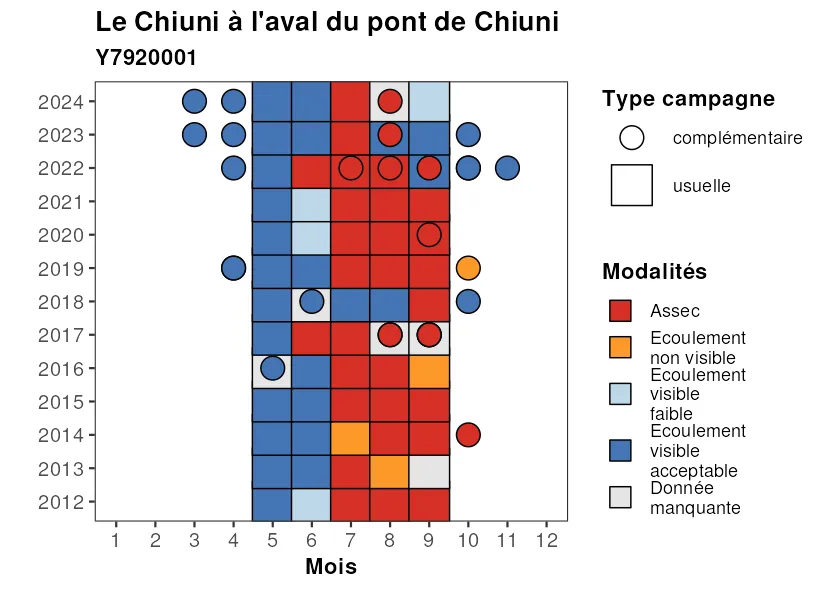 Le Chiuni à l'aval du pont de Chiuni
Y7920001
2024
2023
2022
2021
2020
2019
2018
2017
2016
2015
2014
2013
2012
1 2 3 4 5 6 7 8 9 10 11 12
Mois
Type campagne
complémentaire
usuelle
Modalités
Assec
Ecoulement
non visible
Ecoulement
visible
faible
Ecoulement
visible
acceptable
Donnée
manquante